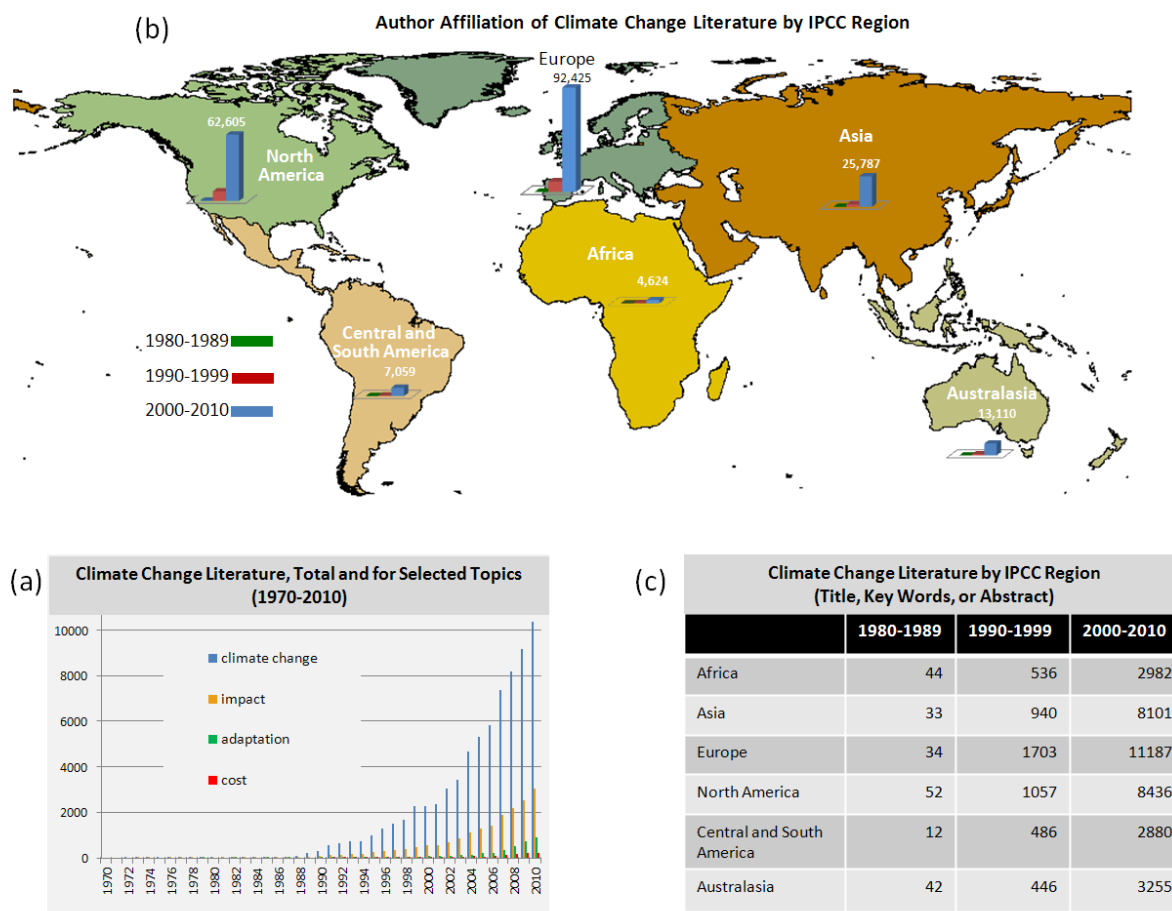 (b)
Author Affiliation of Climate Change Literature by IPCC Region
Europe
92,425
62,605
North
America
Asia
25,787
Africa
4,624
Central and
South America
7,059
Australasia
13,110
1980-1989
1990-1999
2000-2010
(a)
Climate Change Literature, Total and for Selected Topics
(1970-2010)
10000
8000
6000
4000
2000
0
climate change
impact
adaptation
cost
1970
1972
1974
1976
1978
1980
1982
1984
1986
1988
1990
1992
1994
1996
1998
2000
2002
2004
2006
2008
2010
(c)
Climate Change Literature by IPCC Region
(Title, Key Words, or Abstract)
1980-1989 1990-1999 2000-2010
Africa 44 536 2982
Asia 33 940 8101
Europe 34 1703 11187
North America 52 1057 8436
Central and South
America 12 486 2880
Australasia 42 446 3255